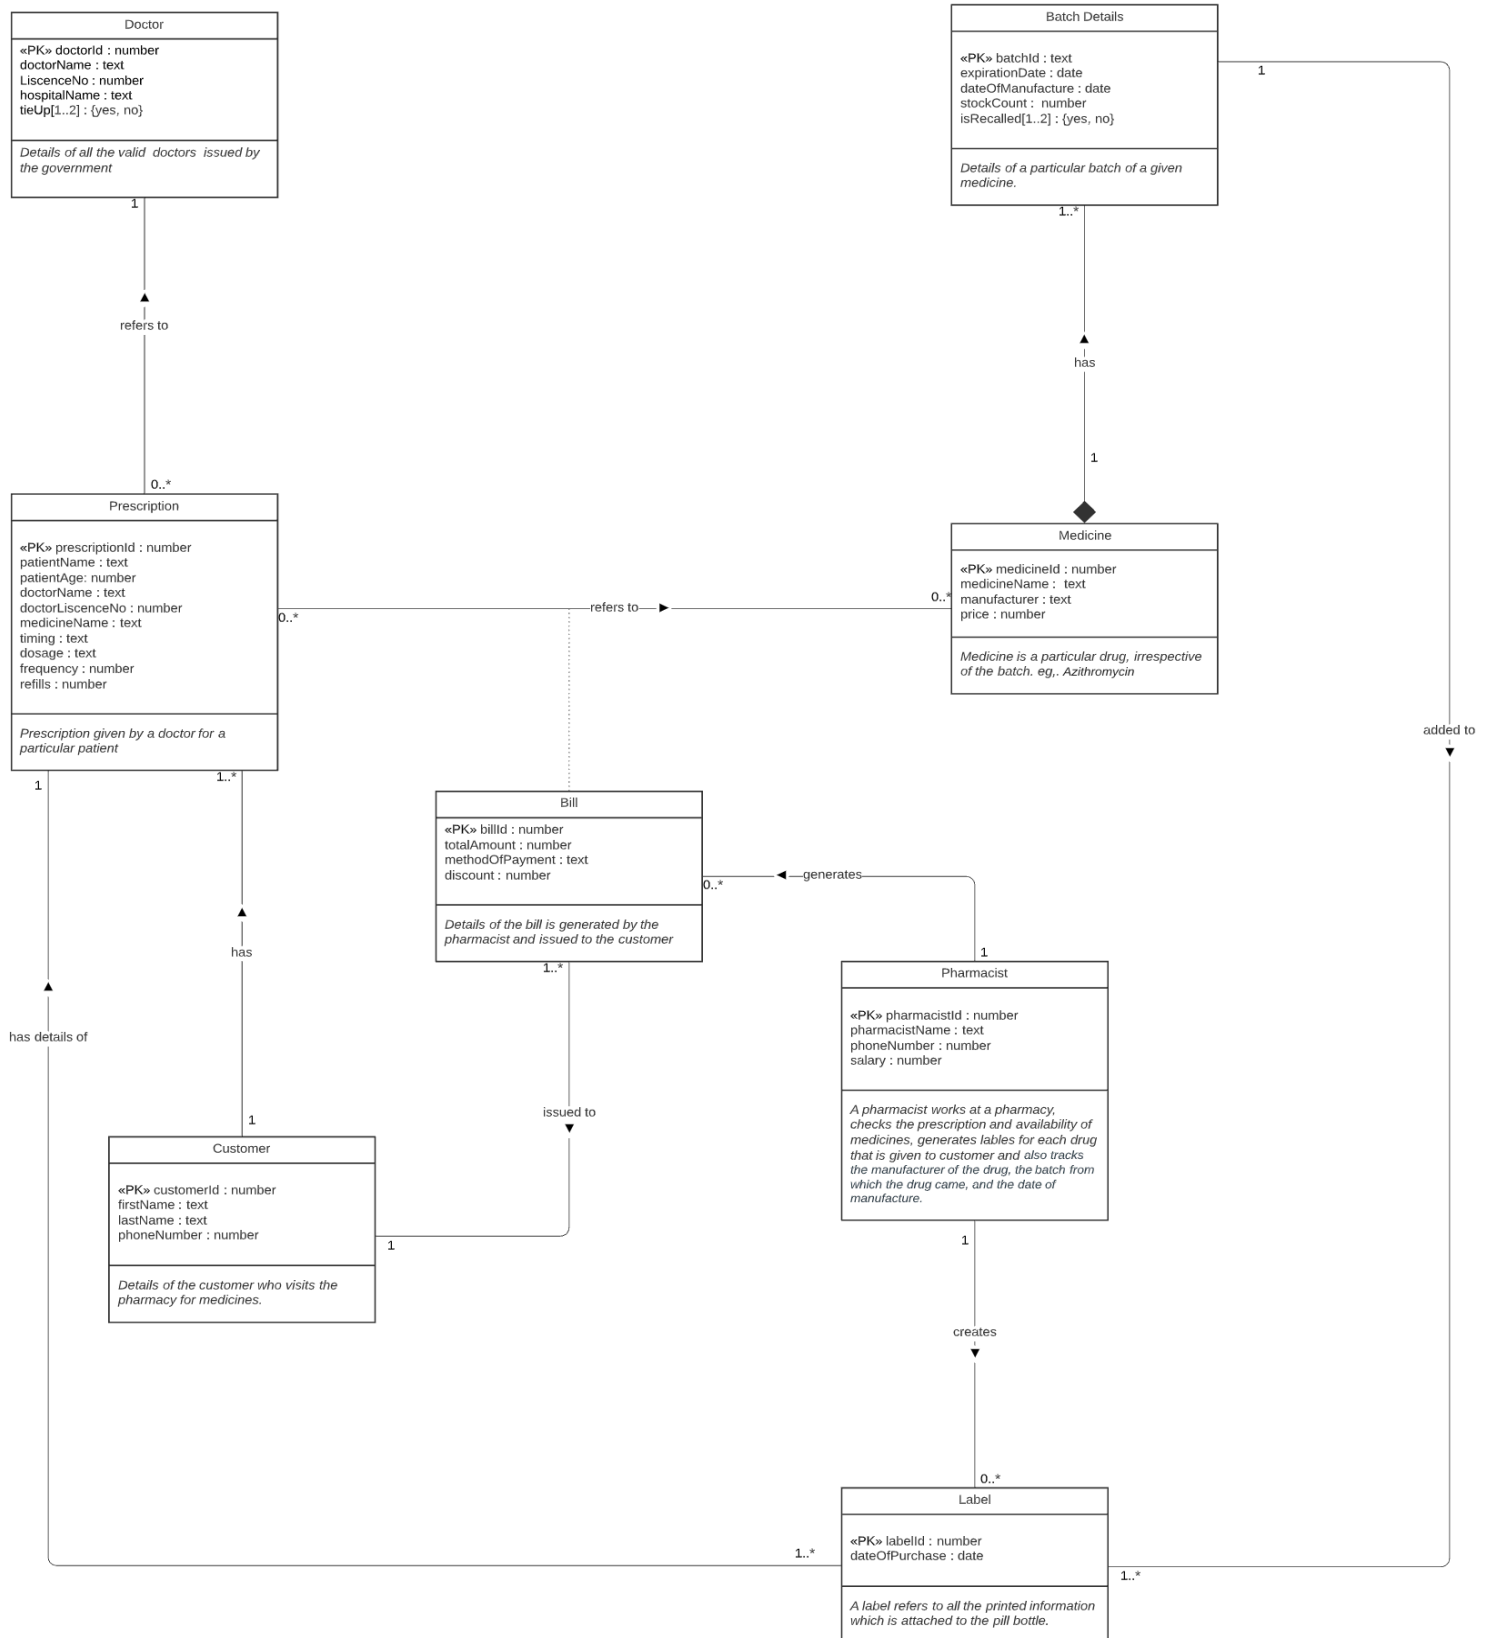 Doctor
«PK» doctorId : number
doctorName : text
LiscenceNo : number
hospitalName : text
tieUp[1..2] : {yes, no}
Details of all the valid doctors issued by
the government
1
refers to
0..*
Batch Details
«PK» batchId : text
expirationDate : date
dateOfManufacture : date
stockCount : number
isRecalled[1..2] : {yes, no}
Details of a particular batch of a given
medicine.
1..*
1
has
1
Prescription
«PK» prescriptionId : number
patientName : text
patientAge: number
doctorName : text
doctorLiscenceNo : number
medicineName : text
timing : text
dosage : text
frequency : number
refills : number
Prescription given by a doctor for a
particular patient
0..*
refers to
0..*
Medicine
«PK» medicineId : number
medicineName : text
manufacturer : text
price : number
Medicine is a particular drug, irrespective
of the batch. eg,. Azithromycin
added to
1
1..*
has
1
has details of
Bill
«PK» billId : number
totalAmount : number
methodOfPayment : text
discount : number
Details of the bill is generated by the
pharmacist and issued to the customer
0..*
generates
1
1..*
issued to
1
Pharmacist
«PK» pharmacistId : number
pharmacistName : text
phoneNumber : number
salary : number
A pharmacist works at a pharmacy,
checks the prescription and availability of
medicines, generates lables for each drug
that is given to customer and also tracks
the manufacturer of the drug, the batch from
which the drug came, and the date of
manufacture.
Customer
«PK» customerId : number
firstName : text
lastName : text
phoneNumber : number
Details of the customer who visits the
pharmacy for medicines.
1
creates
0..*
Label
«PK» labelId : number
dateOfPurchase : date
A label refers to all the printed information
which is attached to the pill bottle.
1..*
1..*